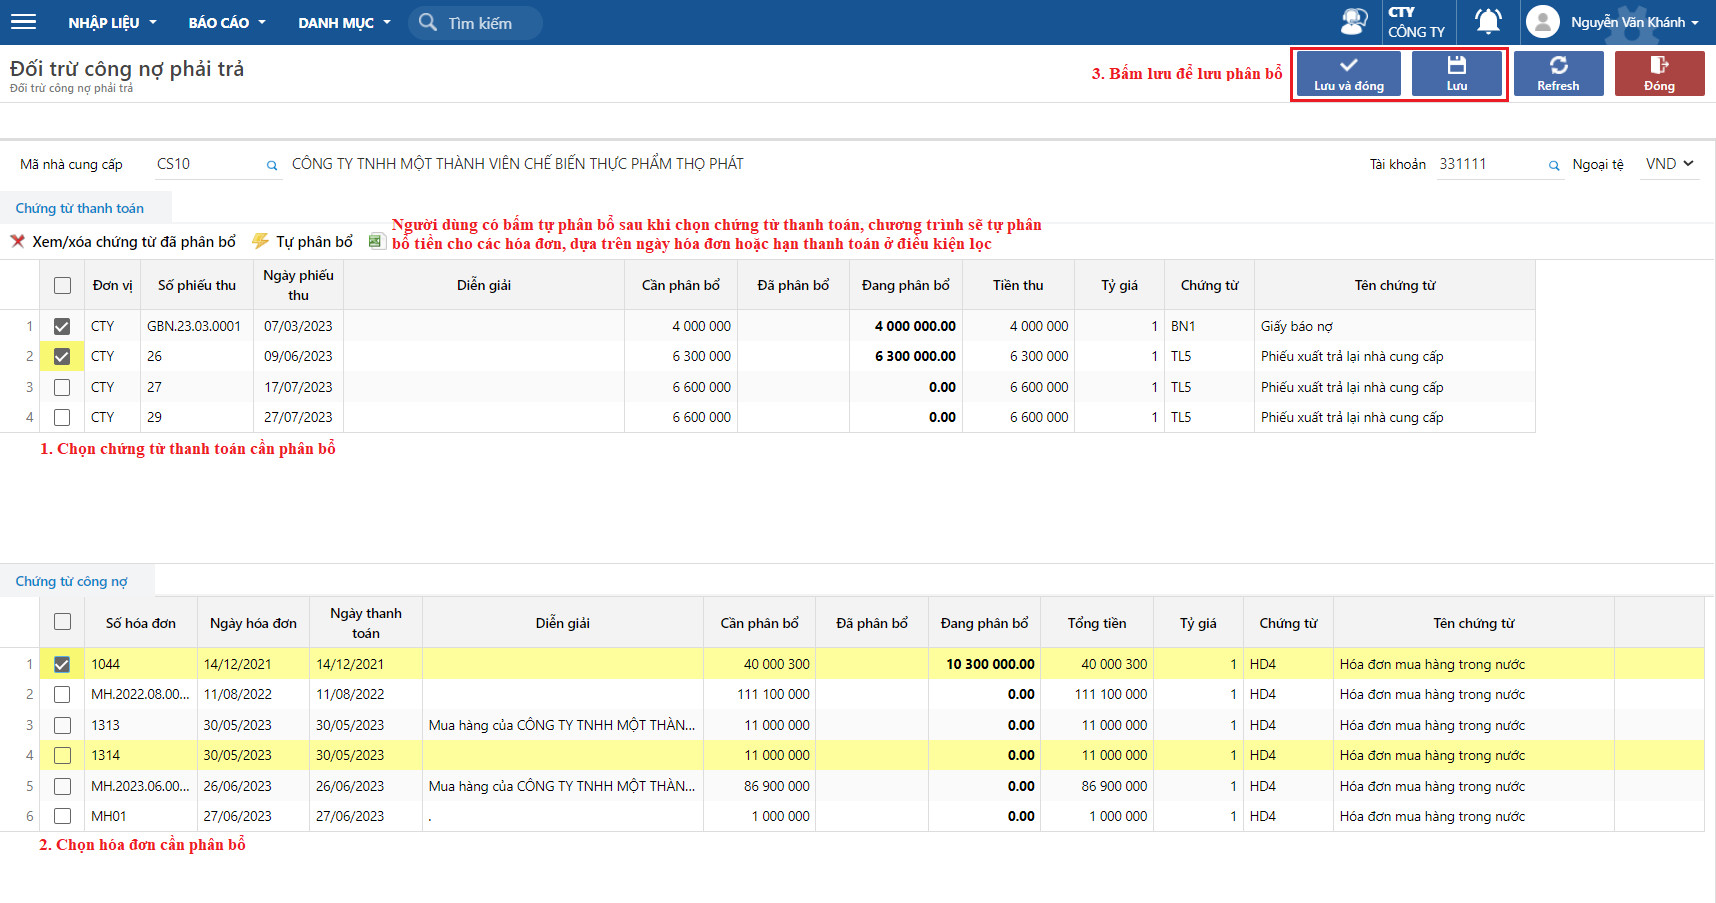 NHẬP LIỆU BÁO CÁO DANH MỤC Tìm kiếm CTY CÔNG TY Nguyễn Văn Khánh
Đối trừ công nợ phải trả
Đối trừ công nợ phải trả
3. Bấm lưu để lưu phân bổ
Lưu và đóng Lưu Refresh Đóng
Mã nhà cung cấp CS10 CÔNG TY TNHH MỘT THÀNH VIÊN CHẾ BIẾN THỰC PHẨM THỌ PHÁT Tài khoản 331111 Ngoại tệ VND
Chứng từ thanh toán
Người dùng có bấm tự phân bổ sau khi chọn chứng từ thanh toán, chương trình sẽ tự phân
bổ tiền cho các hóa đơn, dựa trên ngày hóa đơn hoặc hạn thanh toán ở điều kiện lọc
Xem/xóa chứng từ đã phân bổ Tự phân bổ
Đơn vị Số phiếu thu Ngày phiếu thu Diễn giải Cần phân bổ Đã phân bổ Đang phân bổ Tiền thu Tỷ giá Chứng từ Tên chứng từ
1 CTY GBN.23.03.0001 07/03/2023 4 000 000 4 000 000.00 4 000 000 1 BN1 Giấy báo nợ
2 CTY 26 09/06/2023 6 300 000 6 300 000.00 6 300 000 1 TL5 Phiếu xuất trả lại nhà cung cấp
3 CTY 27 17/07/2023 6 600 000 0.00 6 600 000 1 TL5 Phiếu xuất trả lại nhà cung cấp
4 CTY 29 27/07/2023 6 600 000 0.00 6 600 000 1 TL5 Phiếu xuất trả lại nhà cung cấp
1. Chọn chứng từ thanh toán cần phân bổ
Chứng từ công nợ
Số hóa đơn Ngày hóa đơn Ngày thanh toán Diễn giải Cần phân bổ Đã phân bổ Đang phân bổ Tổng tiền Tỷ giá Chứng từ Tên chứng từ
1 1044 14/12/2021 14/12/2021 40 000 300 10 300 000.00 40 000 300 1 HD4 Hóa đơn mua hàng trong nước
2 MH.2022.08.00... 11/08/2022 11/08/2022 111 100 000 0.00 111 100 000 1 HD4 Hóa đơn mua hàng trong nước
3 1313 30/05/2023 30/05/2023 Mua hàng của CÔNG TY TNHH MỘT THÀN... 11 000 000 0.00 11 000 000 1 HD4 Hóa đơn mua hàng trong nước
4 1314 30/05/2023 30/05/2023 11 000 000 0.00 11 000 000 1 HD4 Hóa đơn mua hàng trong nước
5 MH.2023.06.00... 26/06/2023 26/06/2023 Mua hàng của CÔNG TY TNHH MỘT THÀN... 86 900 000 0.00 86 900 000 1 HD4 Hóa đơn mua hàng trong nước
6 MH01 27/06/2023 27/06/2023 . 1 000 000 0.00 1 000 000 1 HD4 Hóa đơn mua hàng trong nước
2. Chọn hóa đơn cần phân bổ